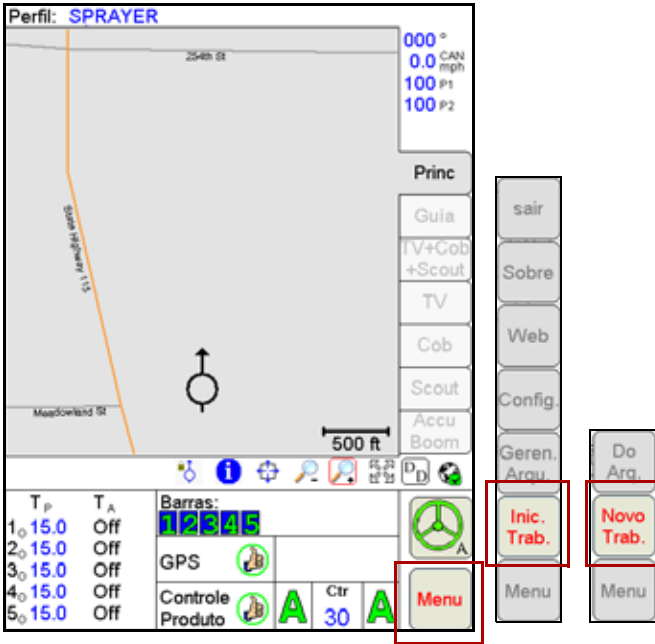 Perfil: SPRAYER
254th St
000 °
0.0 CAN mph
100 P1
100 P2
Princ
Guía
TV+Cob
+Scout
TV
Cob
Scout
Accu
Boom
State Highway 115
Meadowland St
500 ft
i
D D
TP TA
1 15.0 Off
2 15.0 Off
3 15.0 Off
4 15.0 Off
5 15.0 Off
Barras:
1 2 3 4 5
GPS
Controle
Produto
A
Ctr
30
A
A
Menu
sair
Sobre
Web
Config.
Geren.
Arqu.
Inic.
Trab.
Menu
Do
Arq.
Novo
Trab.
Menu